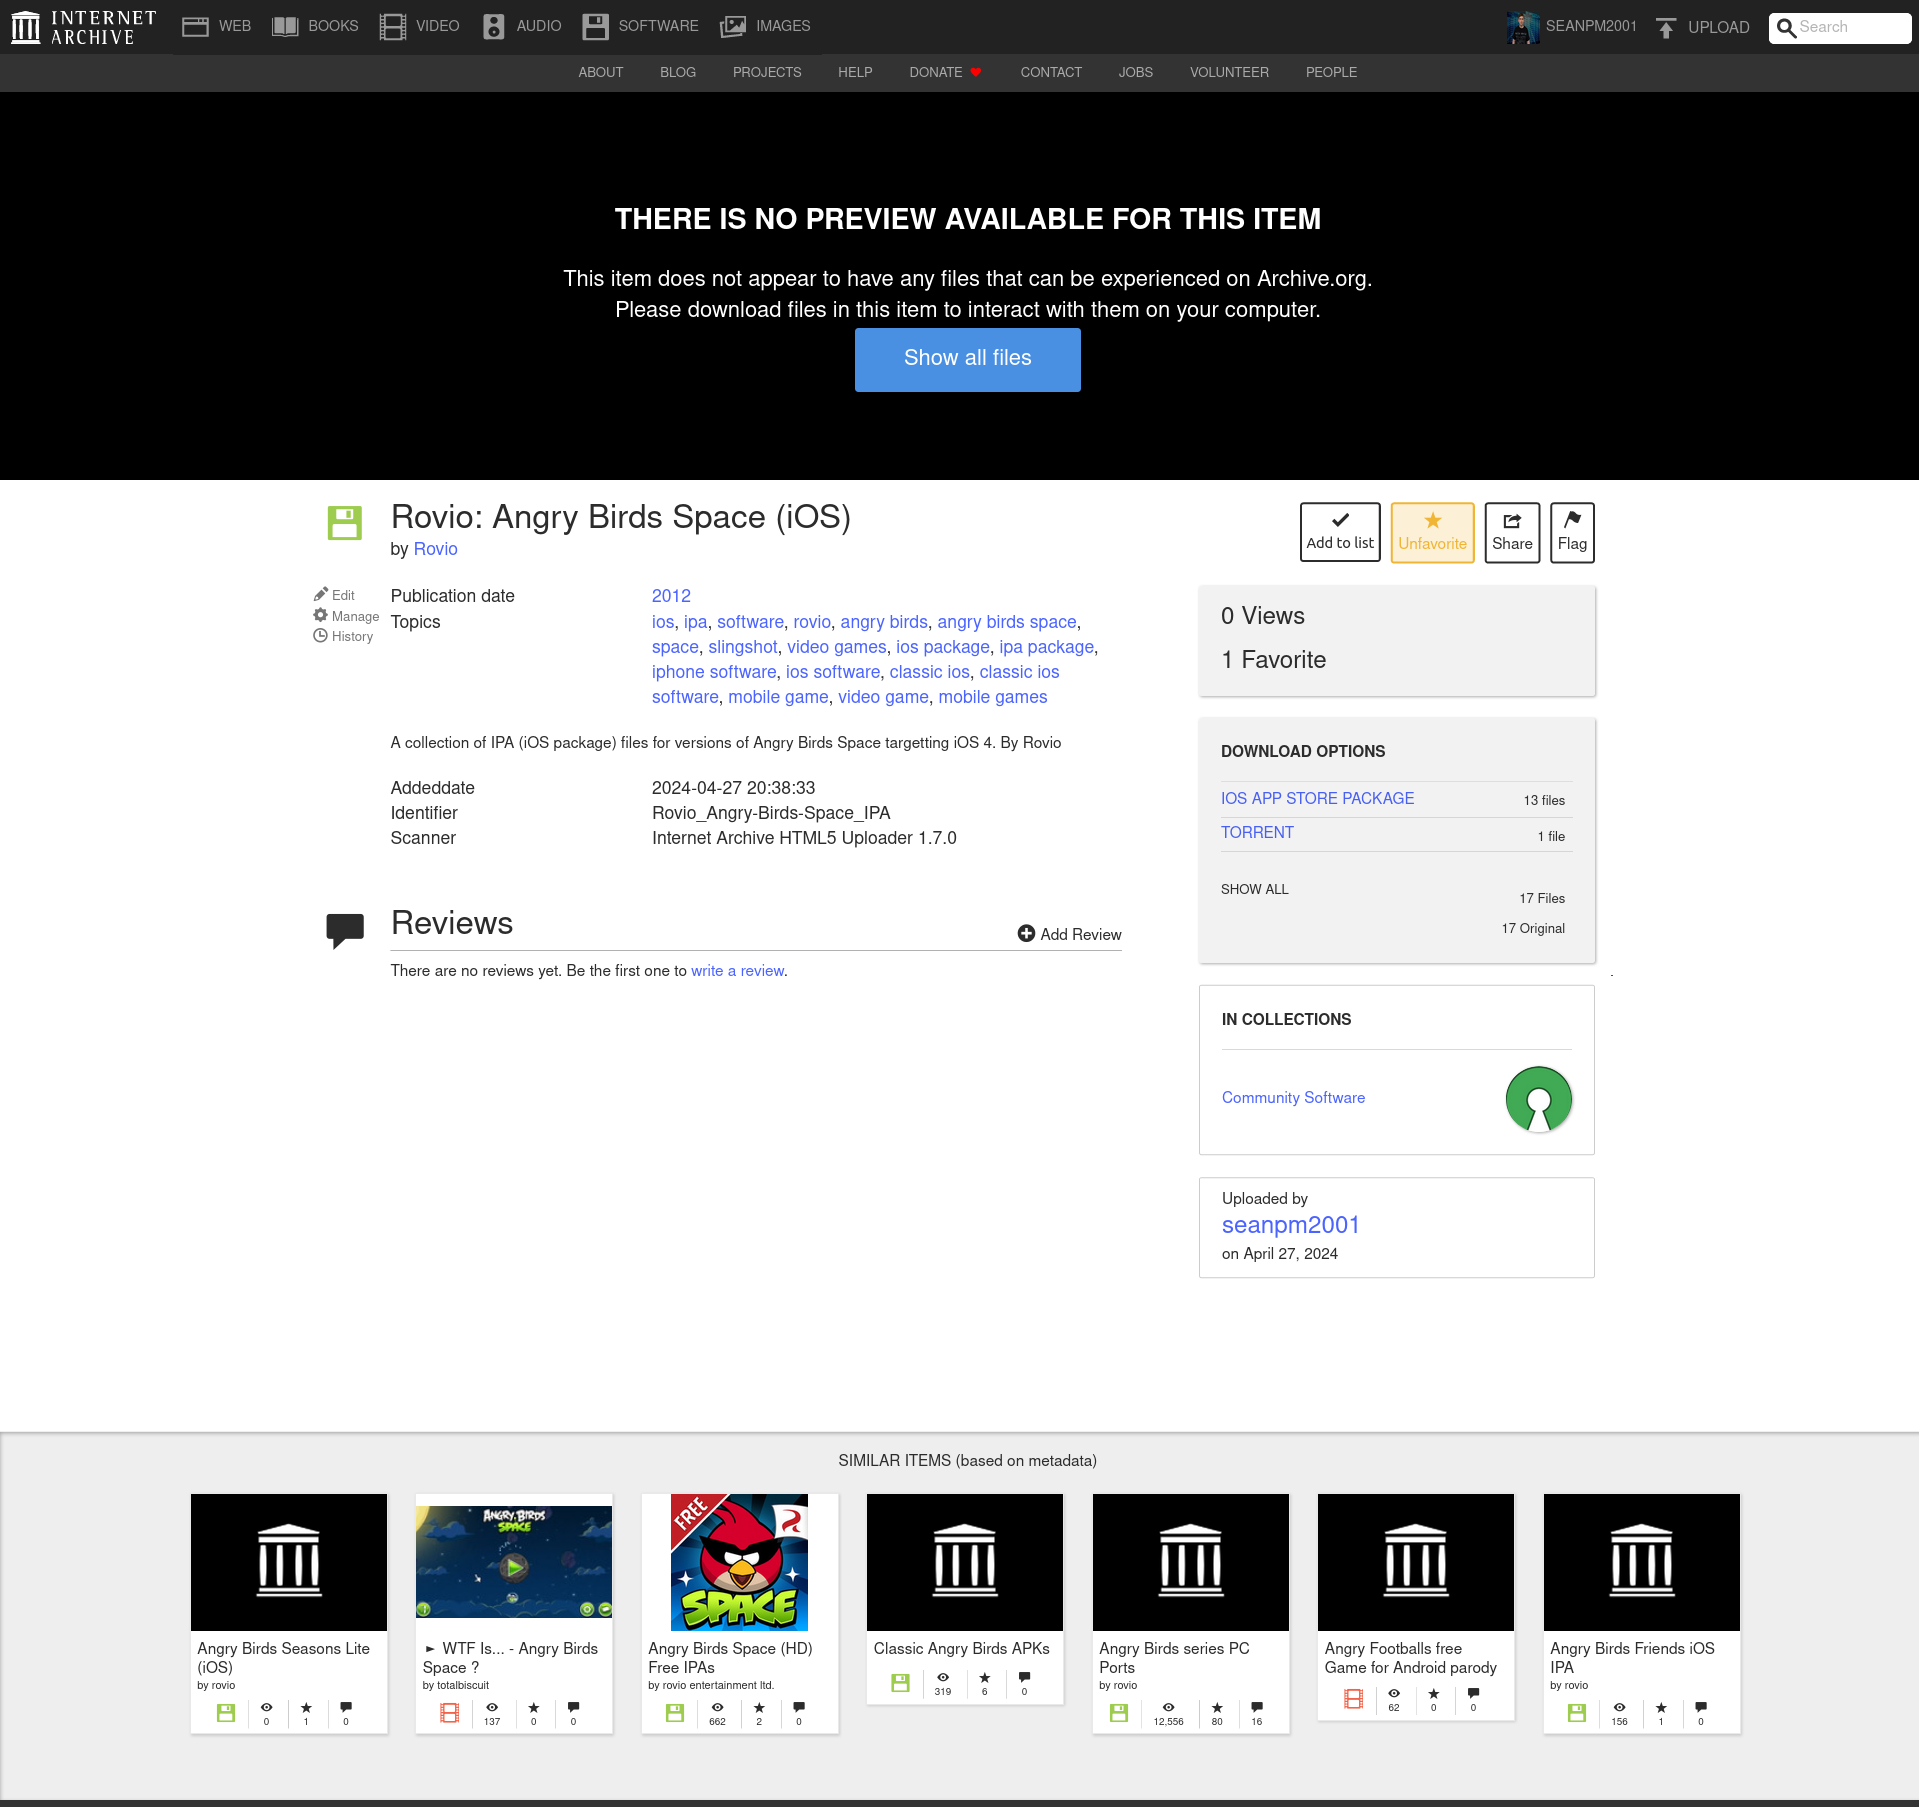 INTERNET ARCHIVE
WEB BOOKS VIDEO AUDIO SOFTWARE IMAGES
SEANPM2001 UPLOAD Search
ABOUT BLOG PROJECTS HELP DONATE CONTACT JOBS VOLUNTEER PEOPLE
THERE IS NO PREVIEW AVAILABLE FOR THIS ITEM
This item does not appear to have any files that can be experienced on Archive.org.
Please download files in this item to interact with them on your computer.
Show all files
Rovio: Angry Birds Space (iOS)
by Rovio
Add to list Unfavorite Share Flag
Edit
Manage
History
Publication date 2012
Topics ios, ipa, software, rovio, angry birds, angry birds space,
space, slingshot, video games, ios package, ipa package,
iphone software, ios software, classic ios, classic ios
software, mobile game, video game, mobile games
A collection of IPA (iOS package) files for versions of Angry Birds Space targetting iOS 4. By Rovio
Addeddate 2024-04-27 20:38:33
Identifier Rovio_Angry-Birds-Space_IPA
Scanner Internet Archive HTML5 Uploader 1.7.0
Reviews
Add Review
There are no reviews yet. Be the first one to write a review.
0 Views
1 Favorite
DOWNLOAD OPTIONS
IOS APP STORE PACKAGE 13 files
TORRENT 1 file
SHOW ALL 17 Files
17 Original
.
IN COLLECTIONS
Community Software
Uploaded by
seanpm2001
on April 27, 2024
SIMILAR ITEMS (based on metadata)
Angry Birds Seasons Lite
(iOS)
by rovio
0 1 0
ANGRY BIRDS
SPACE
► WTF Is... - Angry Birds
Space ?
by totalbiscuit
137 0 0
FREE
SPACE
Angry Birds Space (HD)
Free IPAs
by rovio entertainment ltd.
662 2 0
Classic Angry Birds APKs
319 6 0
Angry Birds series PC
Ports
by rovio
12,556 80 16
Angry Footballs free
Game for Android parody
62 0 0
Angry Birds Friends iOS
IPA
by rovio
156 1 0